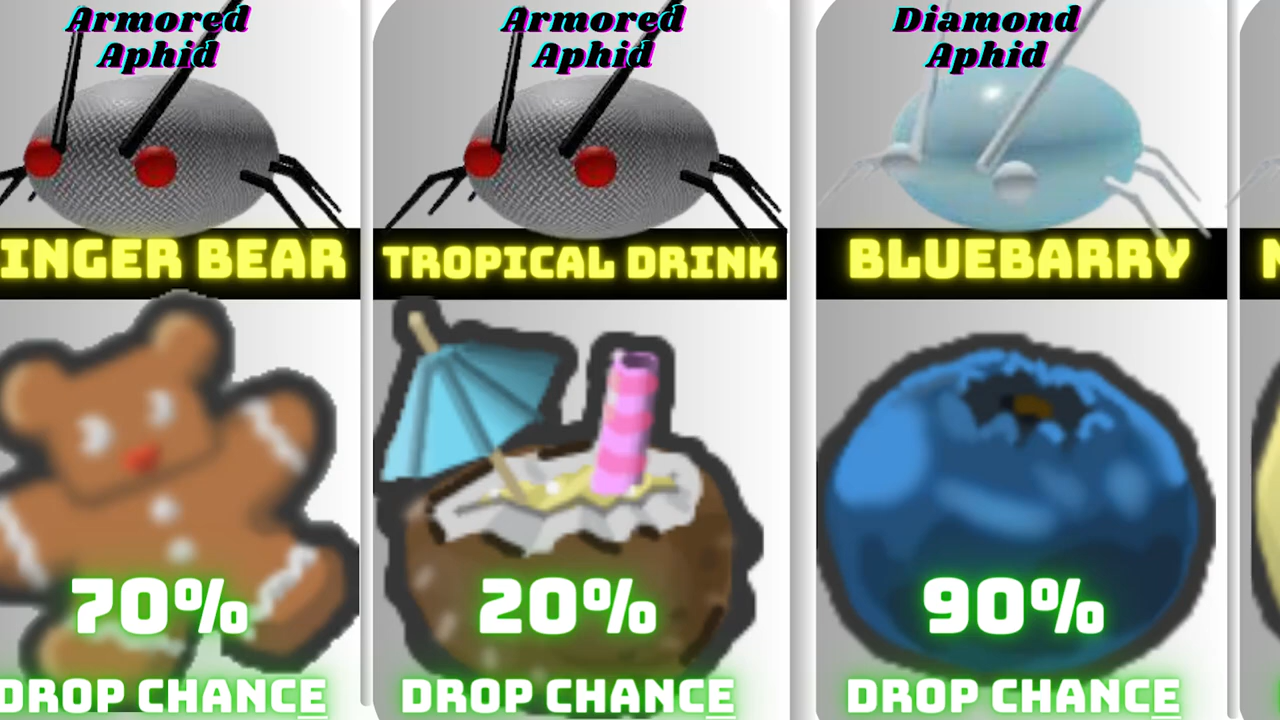 Armored
Aphid
INGER BEAR
70%
DROP CHANCE
Armored
Aphid
TROPICAL DRINK
20%
DROP CHANCE
Diamond
Aphid
BLUEBARRY
90%
DROP CHANCE